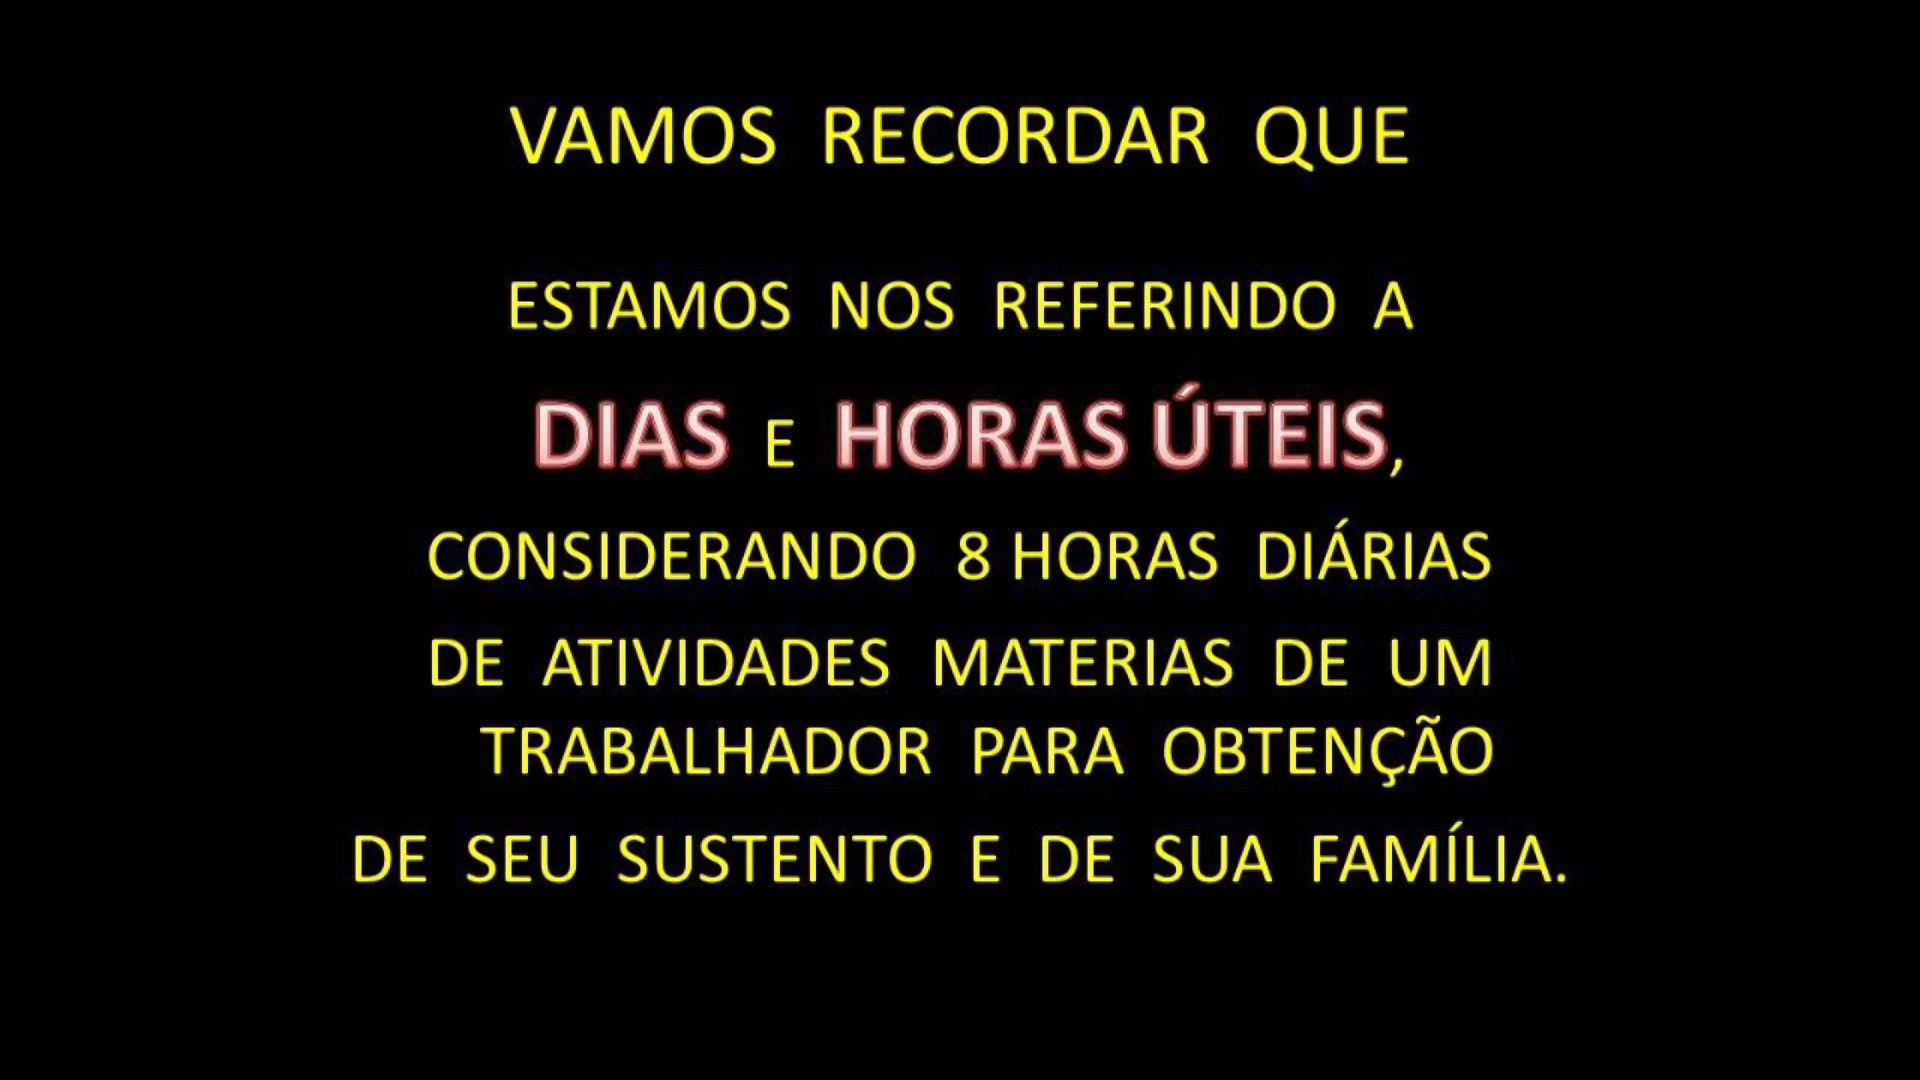 VAMOS RECORDAR QUE
ESTAMOS NOS REFERINDO A
DIAS E HORAS ÚTEIS,
CONSIDERANDO 8 HORAS DIÁRIAS
DE ATIVIDADES MATERIAS DE UM
TRABALHADOR PARA OBTENÇÃO
DE SEU SUSTENTO E DE SUA FAMÍLIA.